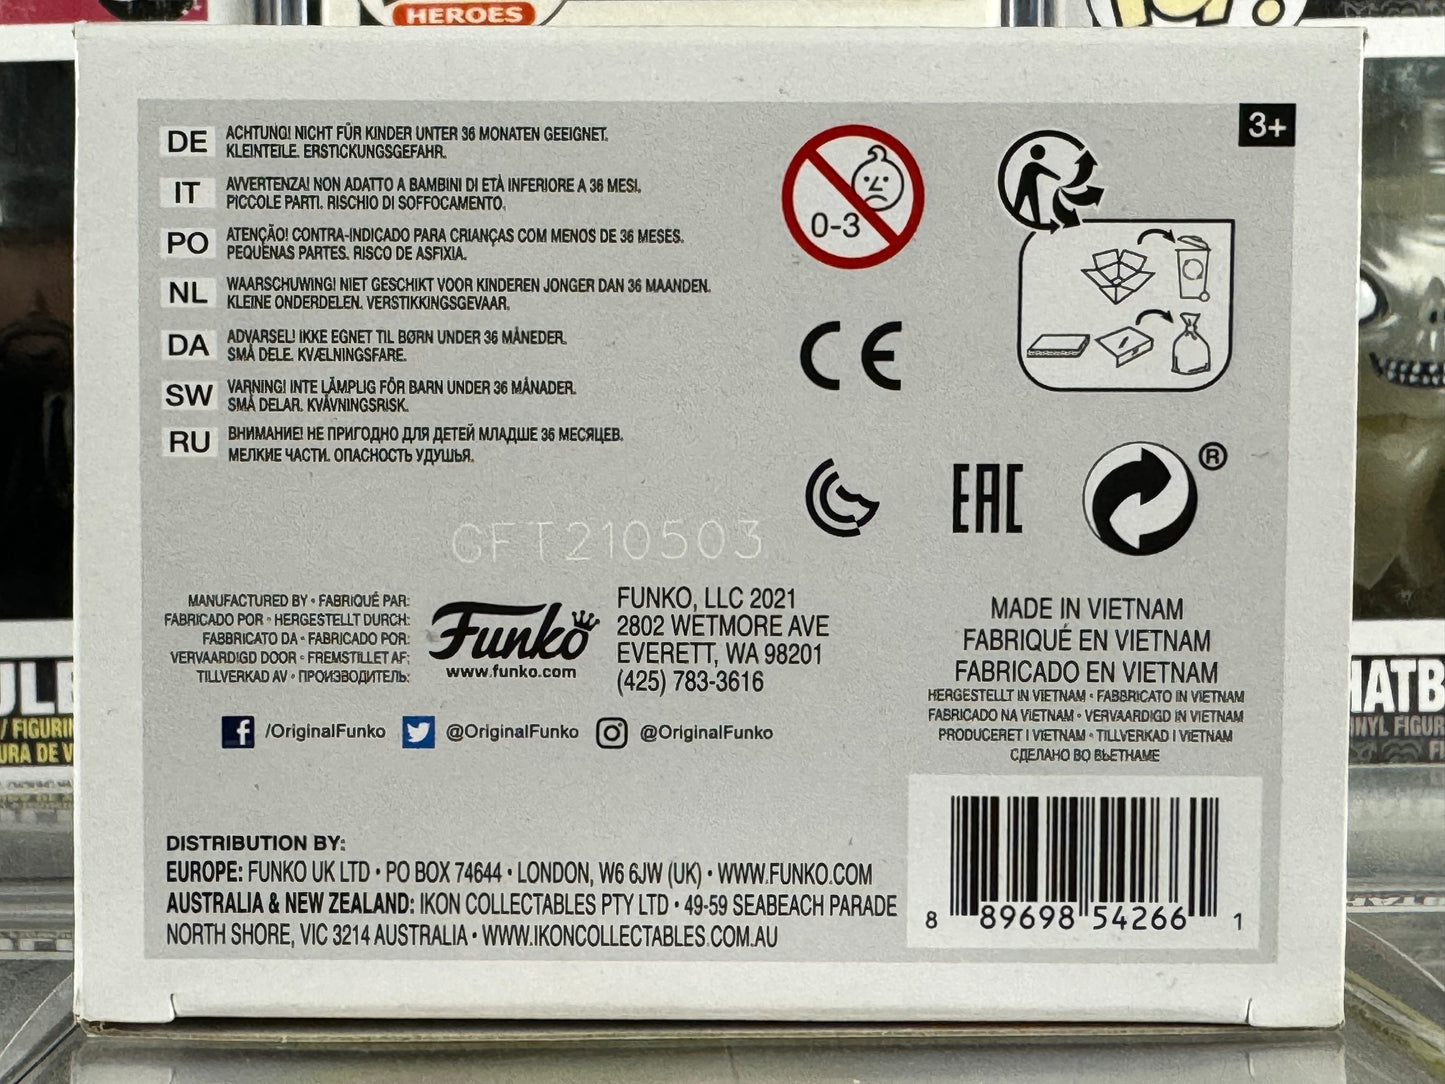 HEROES
3+
DE ACHTUNG! NICHT FÜR KINDER UNTER 36 MONATEN GEEIGNET.
KLEINTEILE. ERSTICKUNGSGEFAHR.
IT AVVERTENZA! NON ADATTO A BAMBINI DI ETÀ INFERIORE A 36 MESI.
PICCOLE PARTI. RISCHIO DI SOFFOCAMENTO.
PO ATENÇÃO! CONTRA-INDICADO PARA CRIANÇAS COM MENOS DE 36 MESES.
PEQUENAS PARTES. RISCO DE ASFIXIA.
NL WAARSCHUWING! NIET GESCHIKT VOOR KINDEREN JONGER DAN 36 MAANDEN.
KLEINE ONDERDELEN. VERSTIKKINGSGEVAAR.
DA ADVARSEL! IKKE EGNET TIL BØRN UNDER 36 MÅNEDER.
SMÅ DELE. KVÆLNINGSFARE.
SW VARNING! INTE LÄMPLIG FÖR BARN UNDER 36 MÅNADER.
SMÅ DELAR. KVÄVNINGSRISK.
RU ВНИМАНИЕ! НЕ ПРИГОДНО ДЛЯ ДЕТЕЙ МЛАДШЕ 36 МЕСЯЦЕВ.
МЕЛКИЕ ЧАСТИ. ОПАСНОСТЬ УДУШЬЯ.
0-3
CE
EAC
®
GFT210503
MANUFACTURED BY • FABRIQUÉ PAR:
FABRICADO POR • HERGESTELLT DURCH:
FABBRICATO DA • FABRICADO POR:
VERVAARDIGD DOOR • FREMSTILLET AF:
TILLVERKAD AV • ПРОИЗВОДИТЕЛЬ:
Funko
www.funko.com
FUNKO, LLC 2021
2802 WETMORE AVE
EVERETT, WA 98201
(425) 783-3616
/OriginalFunko @OriginalFunko @OriginalFunko
MADE IN VIETNAM
FABRIQUÉ EN VIETNAM
FABRICADO EN VIETNAM
HERGESTELLT IN VIETNAM • FABBRICATO IN VIETNAM
FABRICADO NA VIETNAM • VERVAARDIGD IN VIETNAM
PRODUCERET I VIETNAM • TILLVERKAD I VIETNAM
СДЕЛАНО ВО ВЬЕТНАМЕ
DISTRIBUTION BY:
EUROPE: FUNKO UK LTD • PO BOX 74644 • LONDON, W6 6JW (UK) • WWW.FUNKO.COM
AUSTRALIA & NEW ZEALAND: IKON COLLECTABLES PTY LTD • 49-59 SEABEACH PARADE
NORTH SHORE, VIC 3214 AUSTRALIA • WWW.IKONCOLLECTABLES.COM.AU
8 89698 54266 1